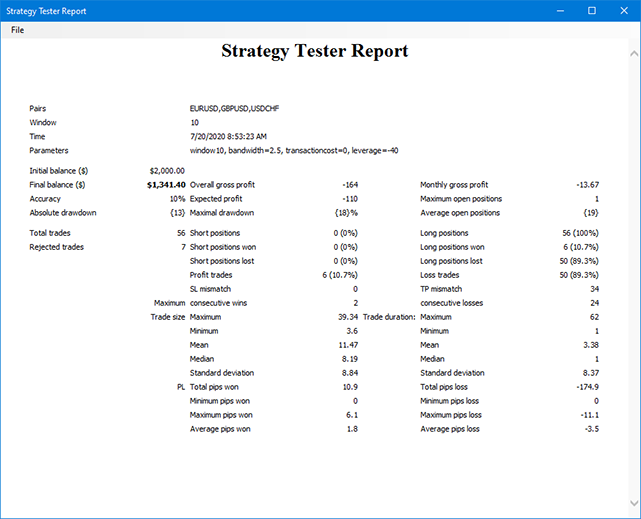 Strategy Tester Report
File
Strategy Tester Report
Pairs EURUSD,GBPUSD,USDCHF
Window 10
Time 7/20/2020 8:53:23 AM
Parameters window10, bandwidth=2.5, transactioncost=0, leverage=-40
Initial balance ($) $2,000.00
Final balance ($) $1,341.40 Overall gross profit -164 Monthly gross profit -13.67
Accuracy 10% Expected profit -110 Maximum open positions 1
Absolute drawdown {13} Maximal drawdown {18}% Average open positions {19}
Total trades 56 Short positions 0 (0%) Long positions 56 (100%)
Rejected trades 7 Short positions won 0 (0%) Long positions won 6 (10.7%)
Short positions lost 0 (0%) Long positions lost 50 (89.3%)
Profit trades 6 (10.7%) Loss trades 50 (89.3%)
SL mismatch 0 TP mismatch 34
Maximum consecutive wins 2 consecutive losses 24
Trade size Maximum 39.34 Trade duration: Maximum 62
Minimum 3.6 Minimum 1
Mean 11.47 Mean 3.38
Median 8.19 Median 1
Standard deviation 8.84 Standard deviation 8.37
PL Total pips won 10.9 Total pips loss -174.9
Minimum pips won 0 Minimum pips loss 0
Maximum pips won 6.1 Maximum pips loss -11.1
Average pips won 1.8 Average pips loss -3.5